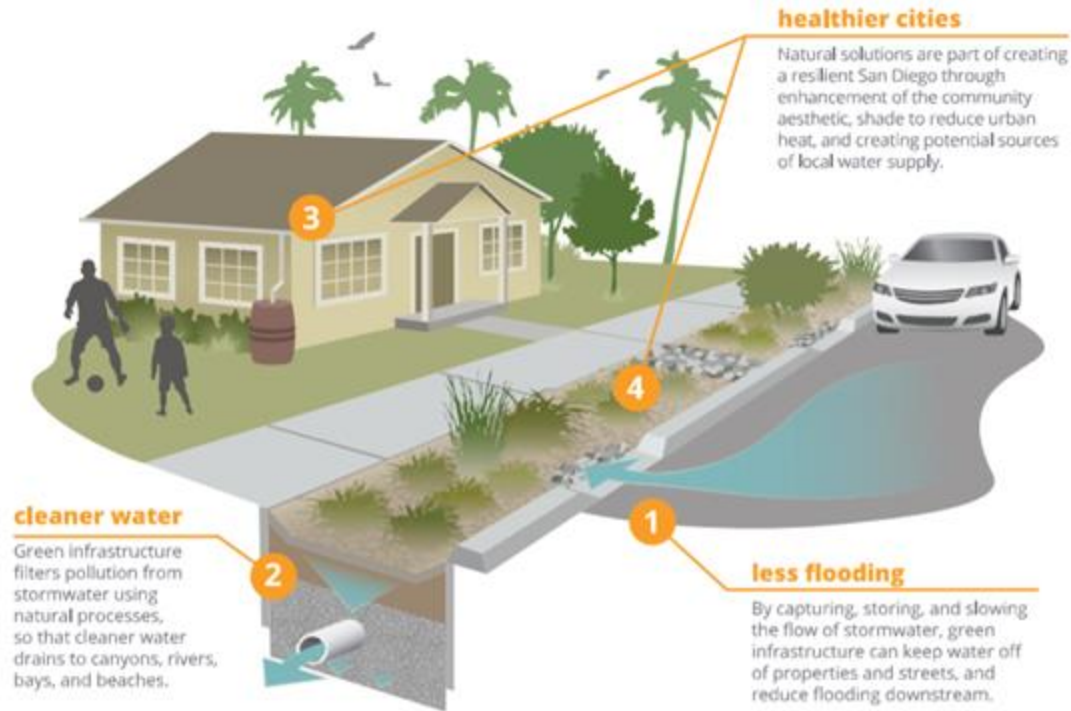 healthier cities
Natural solutions are part of creating
a resilient San Diego through
enhancement of the community
aesthetic, shade to reduce urban
heat, and creating potential sources
of local water supply.
3
4
cleaner water
Green infrastructure
filters pollution from
stormwater using
natural processes,
so that cleaner water
drains to canyons, rivers,
bays, and beaches.
2
1
less flooding
By capturing, storing, and slowing
the flow of stormwater, green
infrastructure can keep water off
of properties and streets, and
reduce flooding downstream.